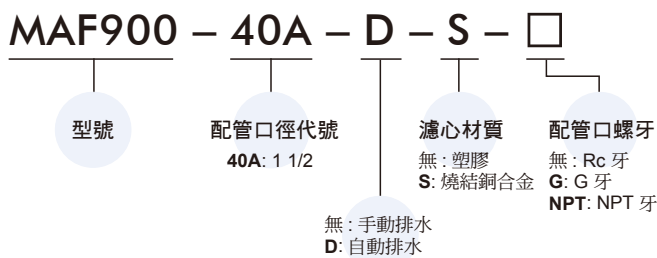 MAF900 – 40A – D – S – □
型號
配管口徑代號
40A: 1 1/2
無 : 手動排水
D: 自動排水
濾心材質
無 : 塑膠
S: 燒結銅合金
配管口螺牙
無 : Rc 牙
G: G 牙
NPT: NPT 牙